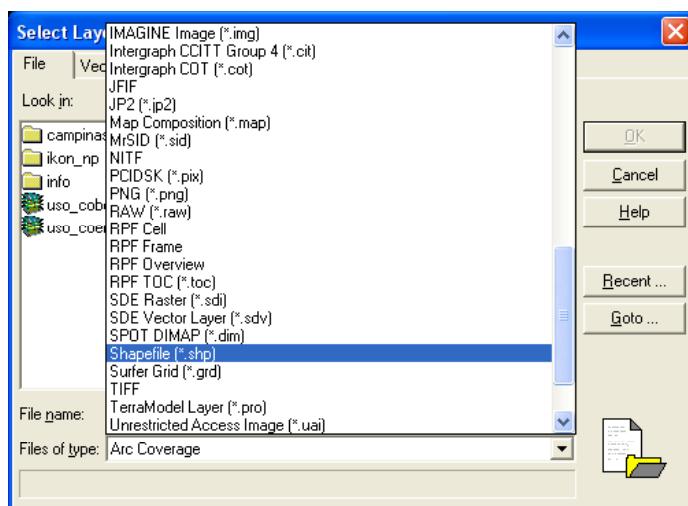 Select Lay
File
Vec
Look in:
campinas
ikon_np
info
uso_cob
uso_coe
IMAGINE Image (*.img)
Intergraph CCITT Group 4 (*.cit)
Intergraph COT (*.cot)
JFIF
JP2 (*.jp2)
Map Composition (*.map)
MrSID (*.sid)
NITF
PCIDSK (*.pix)
PNG (*.png)
RAW (*.raw)
RPF Cell
RPF Frame
RPF Overview
RPF TOC (*.toc)
SDE Raster (*.sdi)
SDE Vector Layer (*.sdv)
SPOT DIMAP (*.dim)
Shapefile (*.shp)
Surfer Grid (*.grd)
TIFF
TerraModel Layer (*.pro)
Unrestricted Access Image (*.uai)
OK
Cancel
Help
Recent ...
Goto ...
File name:
Files of type: Arc Coverage